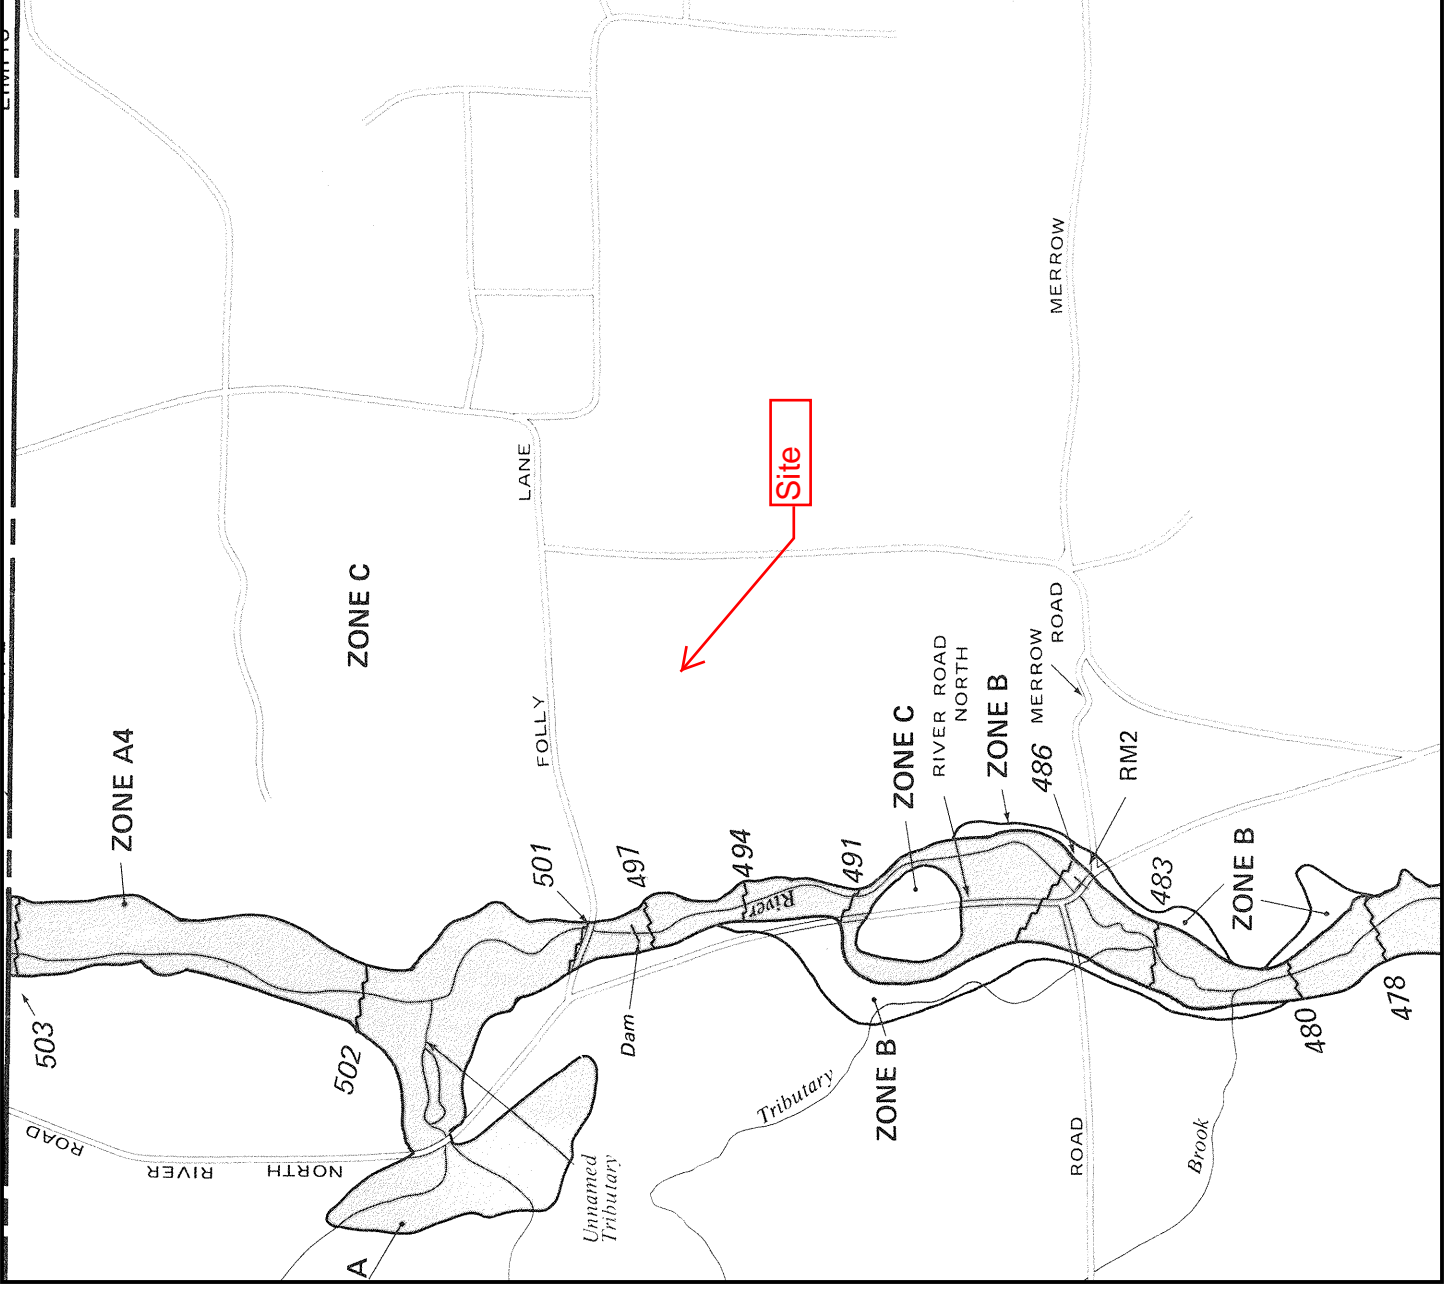 MERROW
LANE
Site
ZONE C
ROAD
MERROW
RIVER ROAD
NORTH
ZONE B
486
ZONE C
FOLLY
ZONE A4
RM2
501
497
494
491
483
ZONE B
River
503
502
Dam
ZONE B
480
478
Tributary
ROAD
RIVER
NORTH
ROAD
Brook
Unnamed
Tributary
A